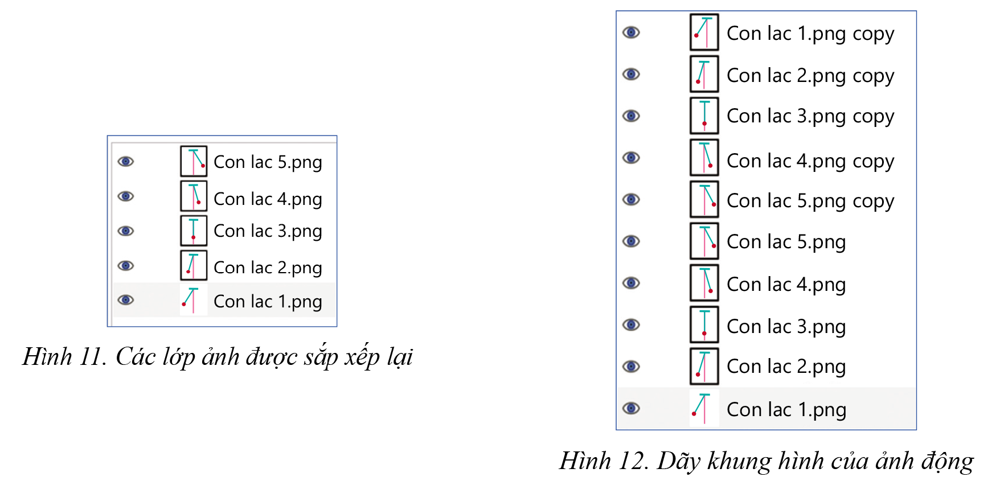 Con lac 5.png
Con lac 4.png
Con lac 3.png
Con lac 2.png
Con lac 1.png
Hình 11. Các lớp ảnh được sắp xếp lại
Con lac 1.png copy
Con lac 2.png copy
Con lac 3.png copy
Con lac 4.png copy
Con lac 5.png copy
Con lac 5.png
Con lac 4.png
Con lac 3.png
Con lac 2.png
Con lac 1.png
Hình 12. Dãy khung hình của ảnh động